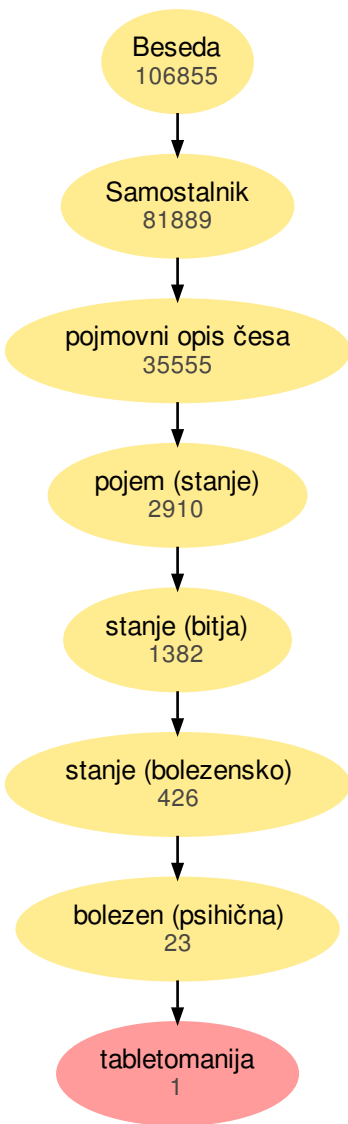 Beseda
106855
Samostalnik
81889
pojmovni opis česa
35555
pojem (stanje)
2910
stanje (bitja)
1382
stanje (bolezensko)
426
bolezen (psihična)
23
tabletomanija
1